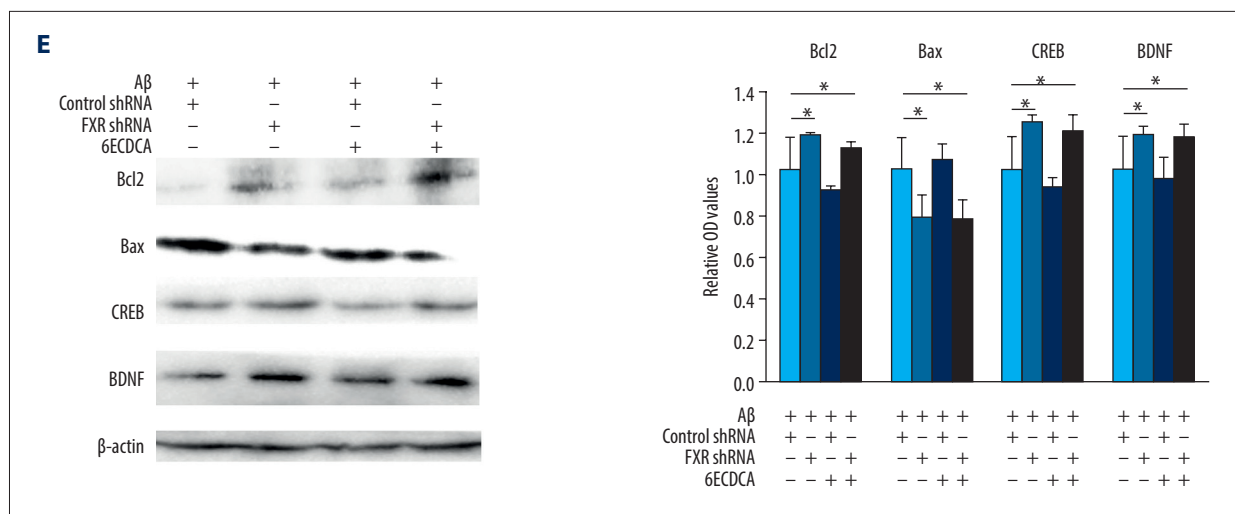 E
Aβ + + + +
Control shRNA + – + –
FXR shRNA – + – +
6ECDCA – – + +
Bcl2
Bax
CREB
BDNF
β-actin
Bcl2 Bax CREB BDNF
* * * *
* * * *
Relative OD values
1.4
1.2
1.0
0.8
0.6
0.4
0.2
0.0
Aβ + + + + + + + + + + + + + + + +
Control shRNA + – + – + – + – + – + – + – + –
FXR shRNA – + – + – + – + – + – + – + – +
6ECDCA – – + + – – + + – – + + – – + +